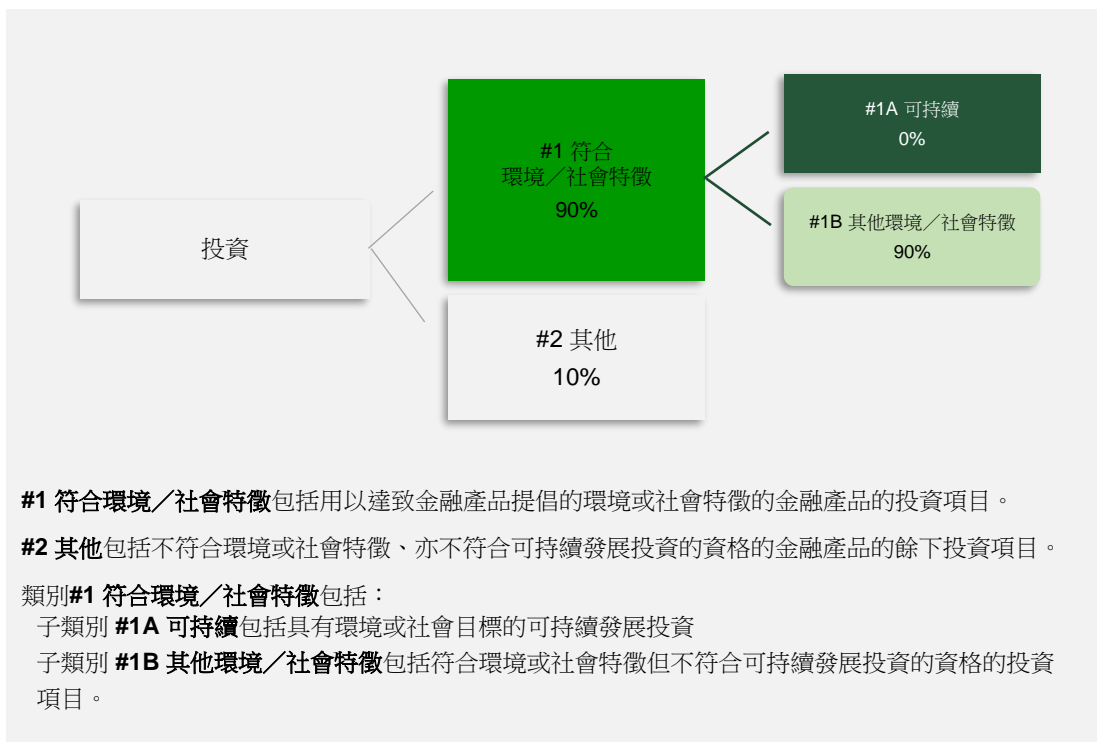 投資
#1 符合
環境／社會特徵
90%
#2 其他
10%
#1A 可持續
0%
#1B 其他環境／社會特徵
90%
#1 符合環境／社會特徵包括用以達致金融產品提倡的環境或社會特徵的金融產品的投資項目。
#2 其他包括不符合環境或社會特徵、亦不符合可持續發展投資的資格的金融產品的餘下投資項目。
類別#1 符合環境／社會特徵包括：
子類別 #1A 可持續包括具有環境或社會目標的可持續發展投資
子類別 #1B 其他環境／社會特徵包括符合環境或社會特徵但不符合可持續發展投資的資格的投資
項目。